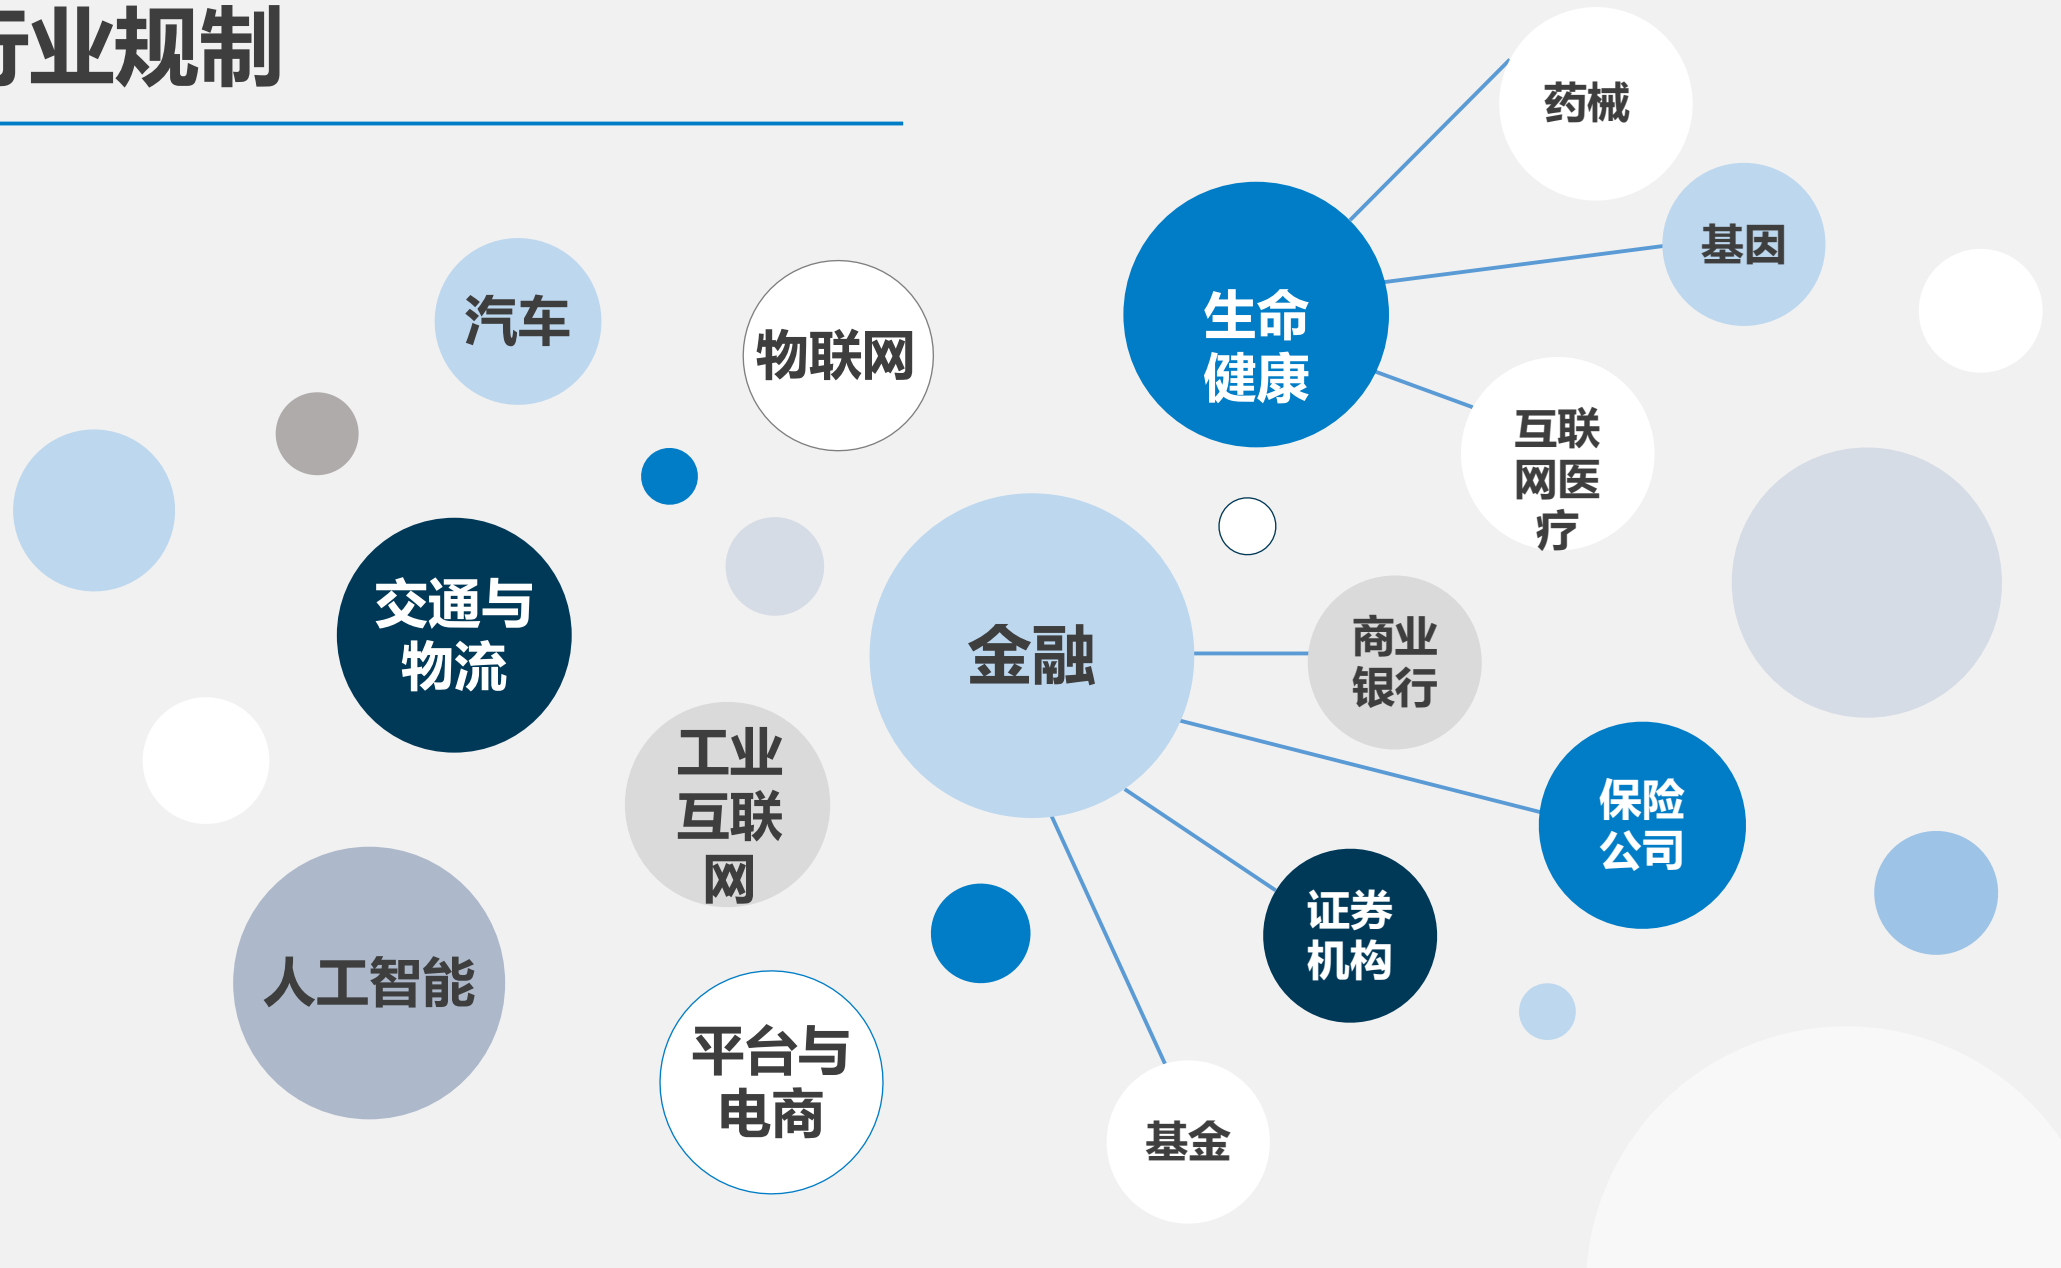 行业规制
药械
基因
汽车
物联网
生命
健康
互联
网医
疗
交通与
物流
金融
商业
银行
工业
互联
网
保险
公司
证券
机构
人工智能
平台与
电商
基金